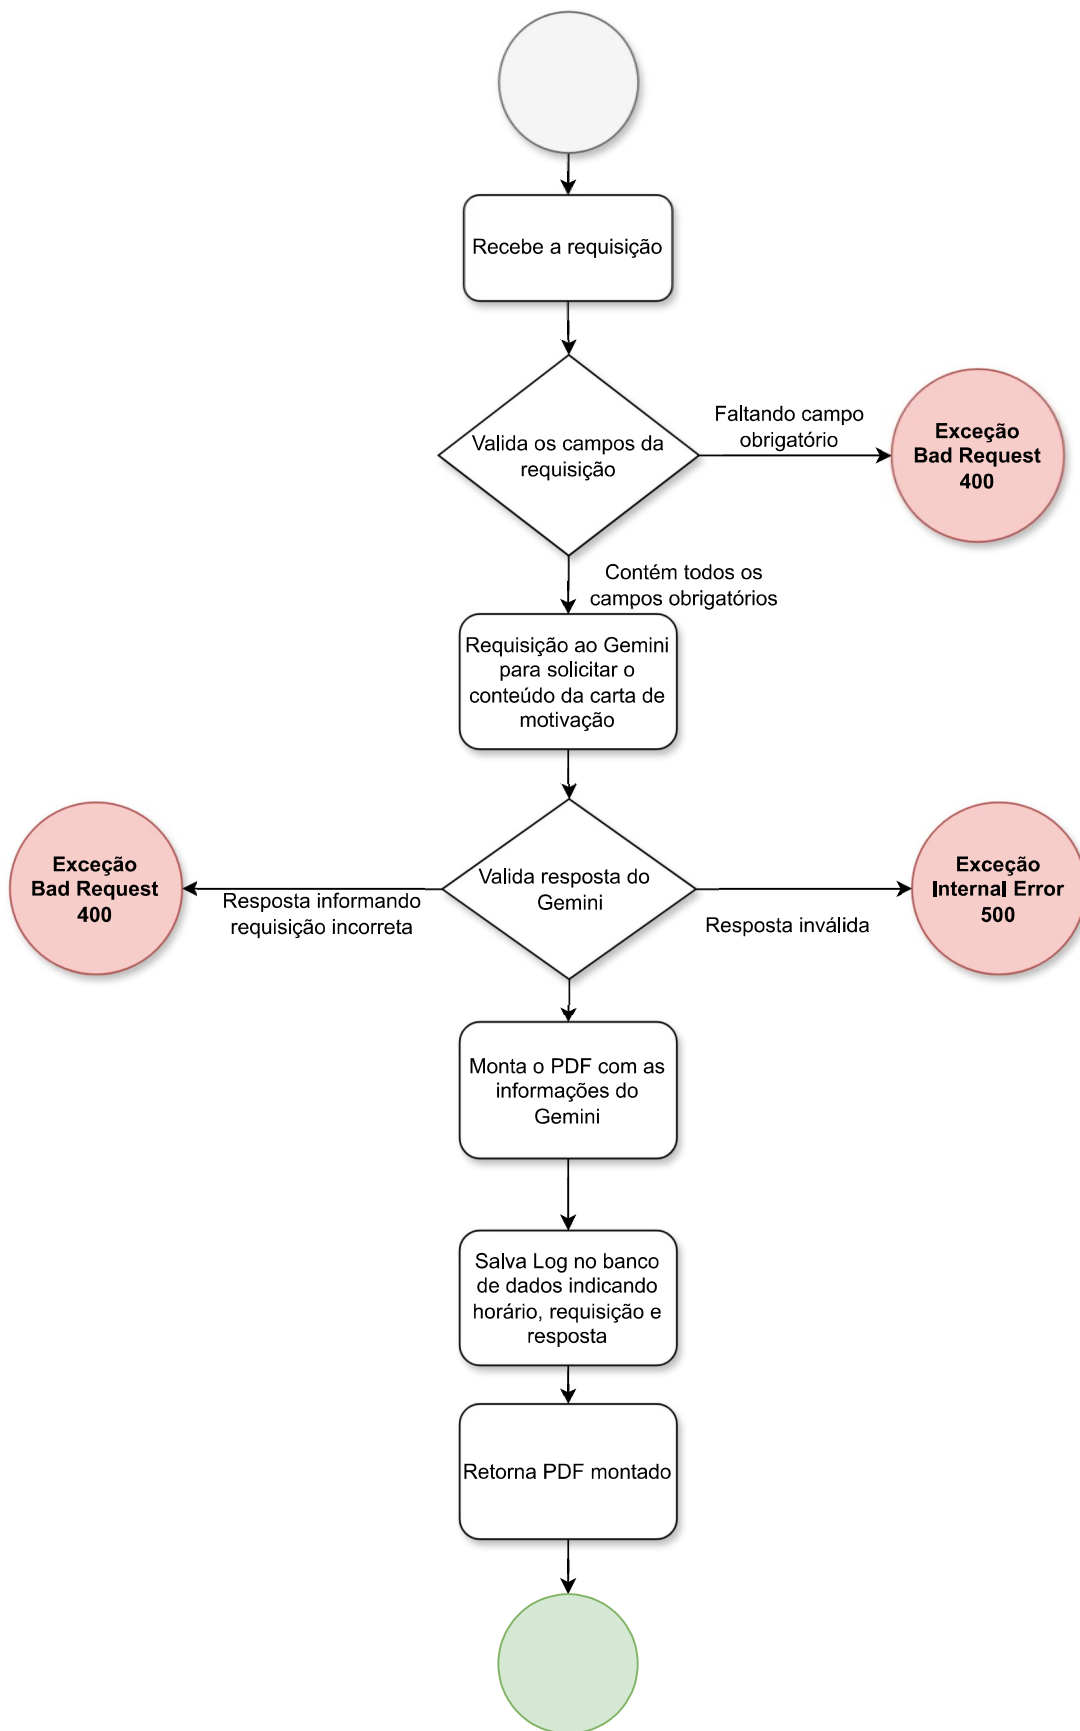 Recebe a requisição
Valida os campos da
requisição
Faltando campo
obrigatório
Exceção
Bad Request
400
Contém todos os
campos obrigatórios
Requisição ao Gemini
para solicitar o
conteúdo da carta de
motivação
Exceção
Bad Request
400
Resposta informando
requisição incorreta
Valida resposta do
Gemini
Resposta inválida
Exceção
Internal Error
500
Monta o PDF com as
informações do
Gemini
Salva Log no banco
de dados indicando
horário, requisição e
resposta
Retorna PDF montado